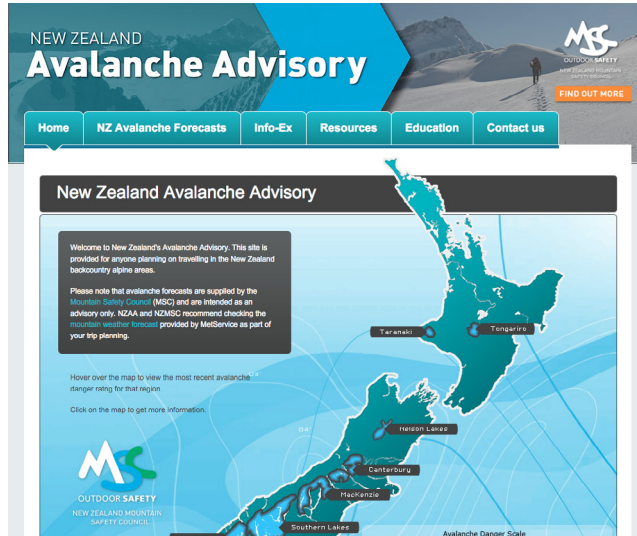 NEW ZEALAND
Avalanche Advisory
MSC
OUTDOOR SAFETY
NEW ZEALAND MOUNTAIN
SAFETY COUNCIL
FIND OUT MORE
Home
NZ Avalanche Forecasts
Info-Ex
Resources
Education
Contact us
New Zealand Avalanche Advisory
Welcome to New Zealand's Avalanche Advisory. This site is
provided for anyone planning on travelling in the New Zealand
backcountry alpine areas.
Please note that avalanche forecasts are supplied by the
Mountain Safety Council (MSC) and are intended as an
advisory only. NZAA and NZMSC recommend checking the
mountain weather forecast provided by MetService as part of
your trip planning.
Hover over the map to view the most recent avalanche
danger ratng for that region.
Click on the map to get more information.
Taranaki
Tongariro
Nelson Lakes
Canterbury
MacKenzie
Southern Lakes
MSC
OUTDOOR SAFETY
NEW ZEALAND MOUNTAIN
SAFETY COUNCIL
Avalanche Danger Scale